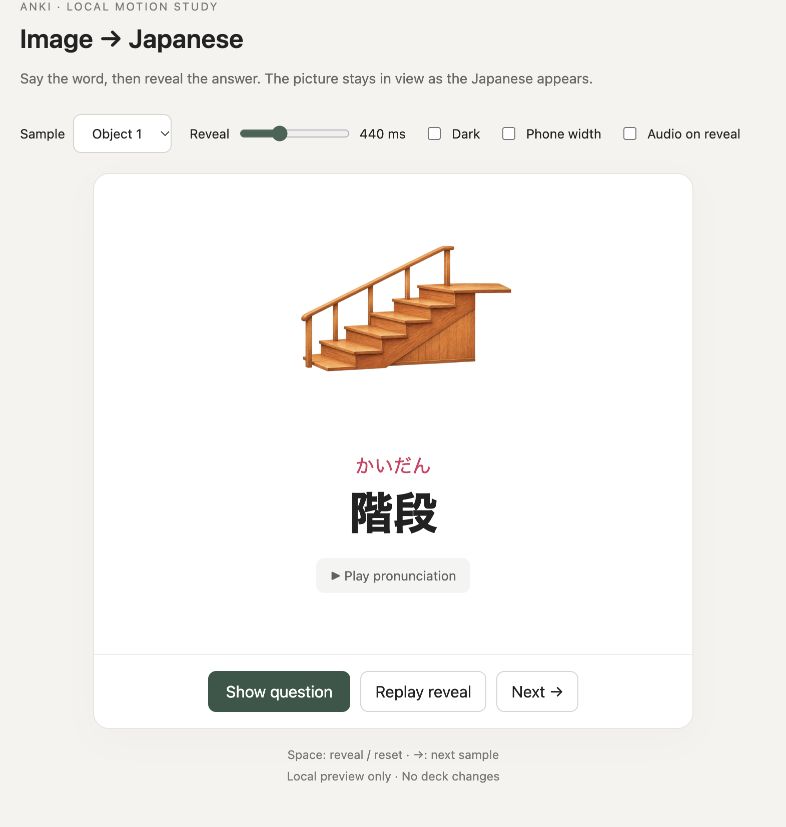 ANKI · LOCAL MOTION STUDY
Image → Japanese
Say the word, then reveal the answer. The picture stays in view as the Japanese appears.
Sample Object 1 Reveal 440 ms Dark Phone width Audio on reveal
かいだん
階段
▶ Play pronunciation
Show question Replay reveal Next →
Space: reveal / reset · →: next sample
Local preview only · No deck changes